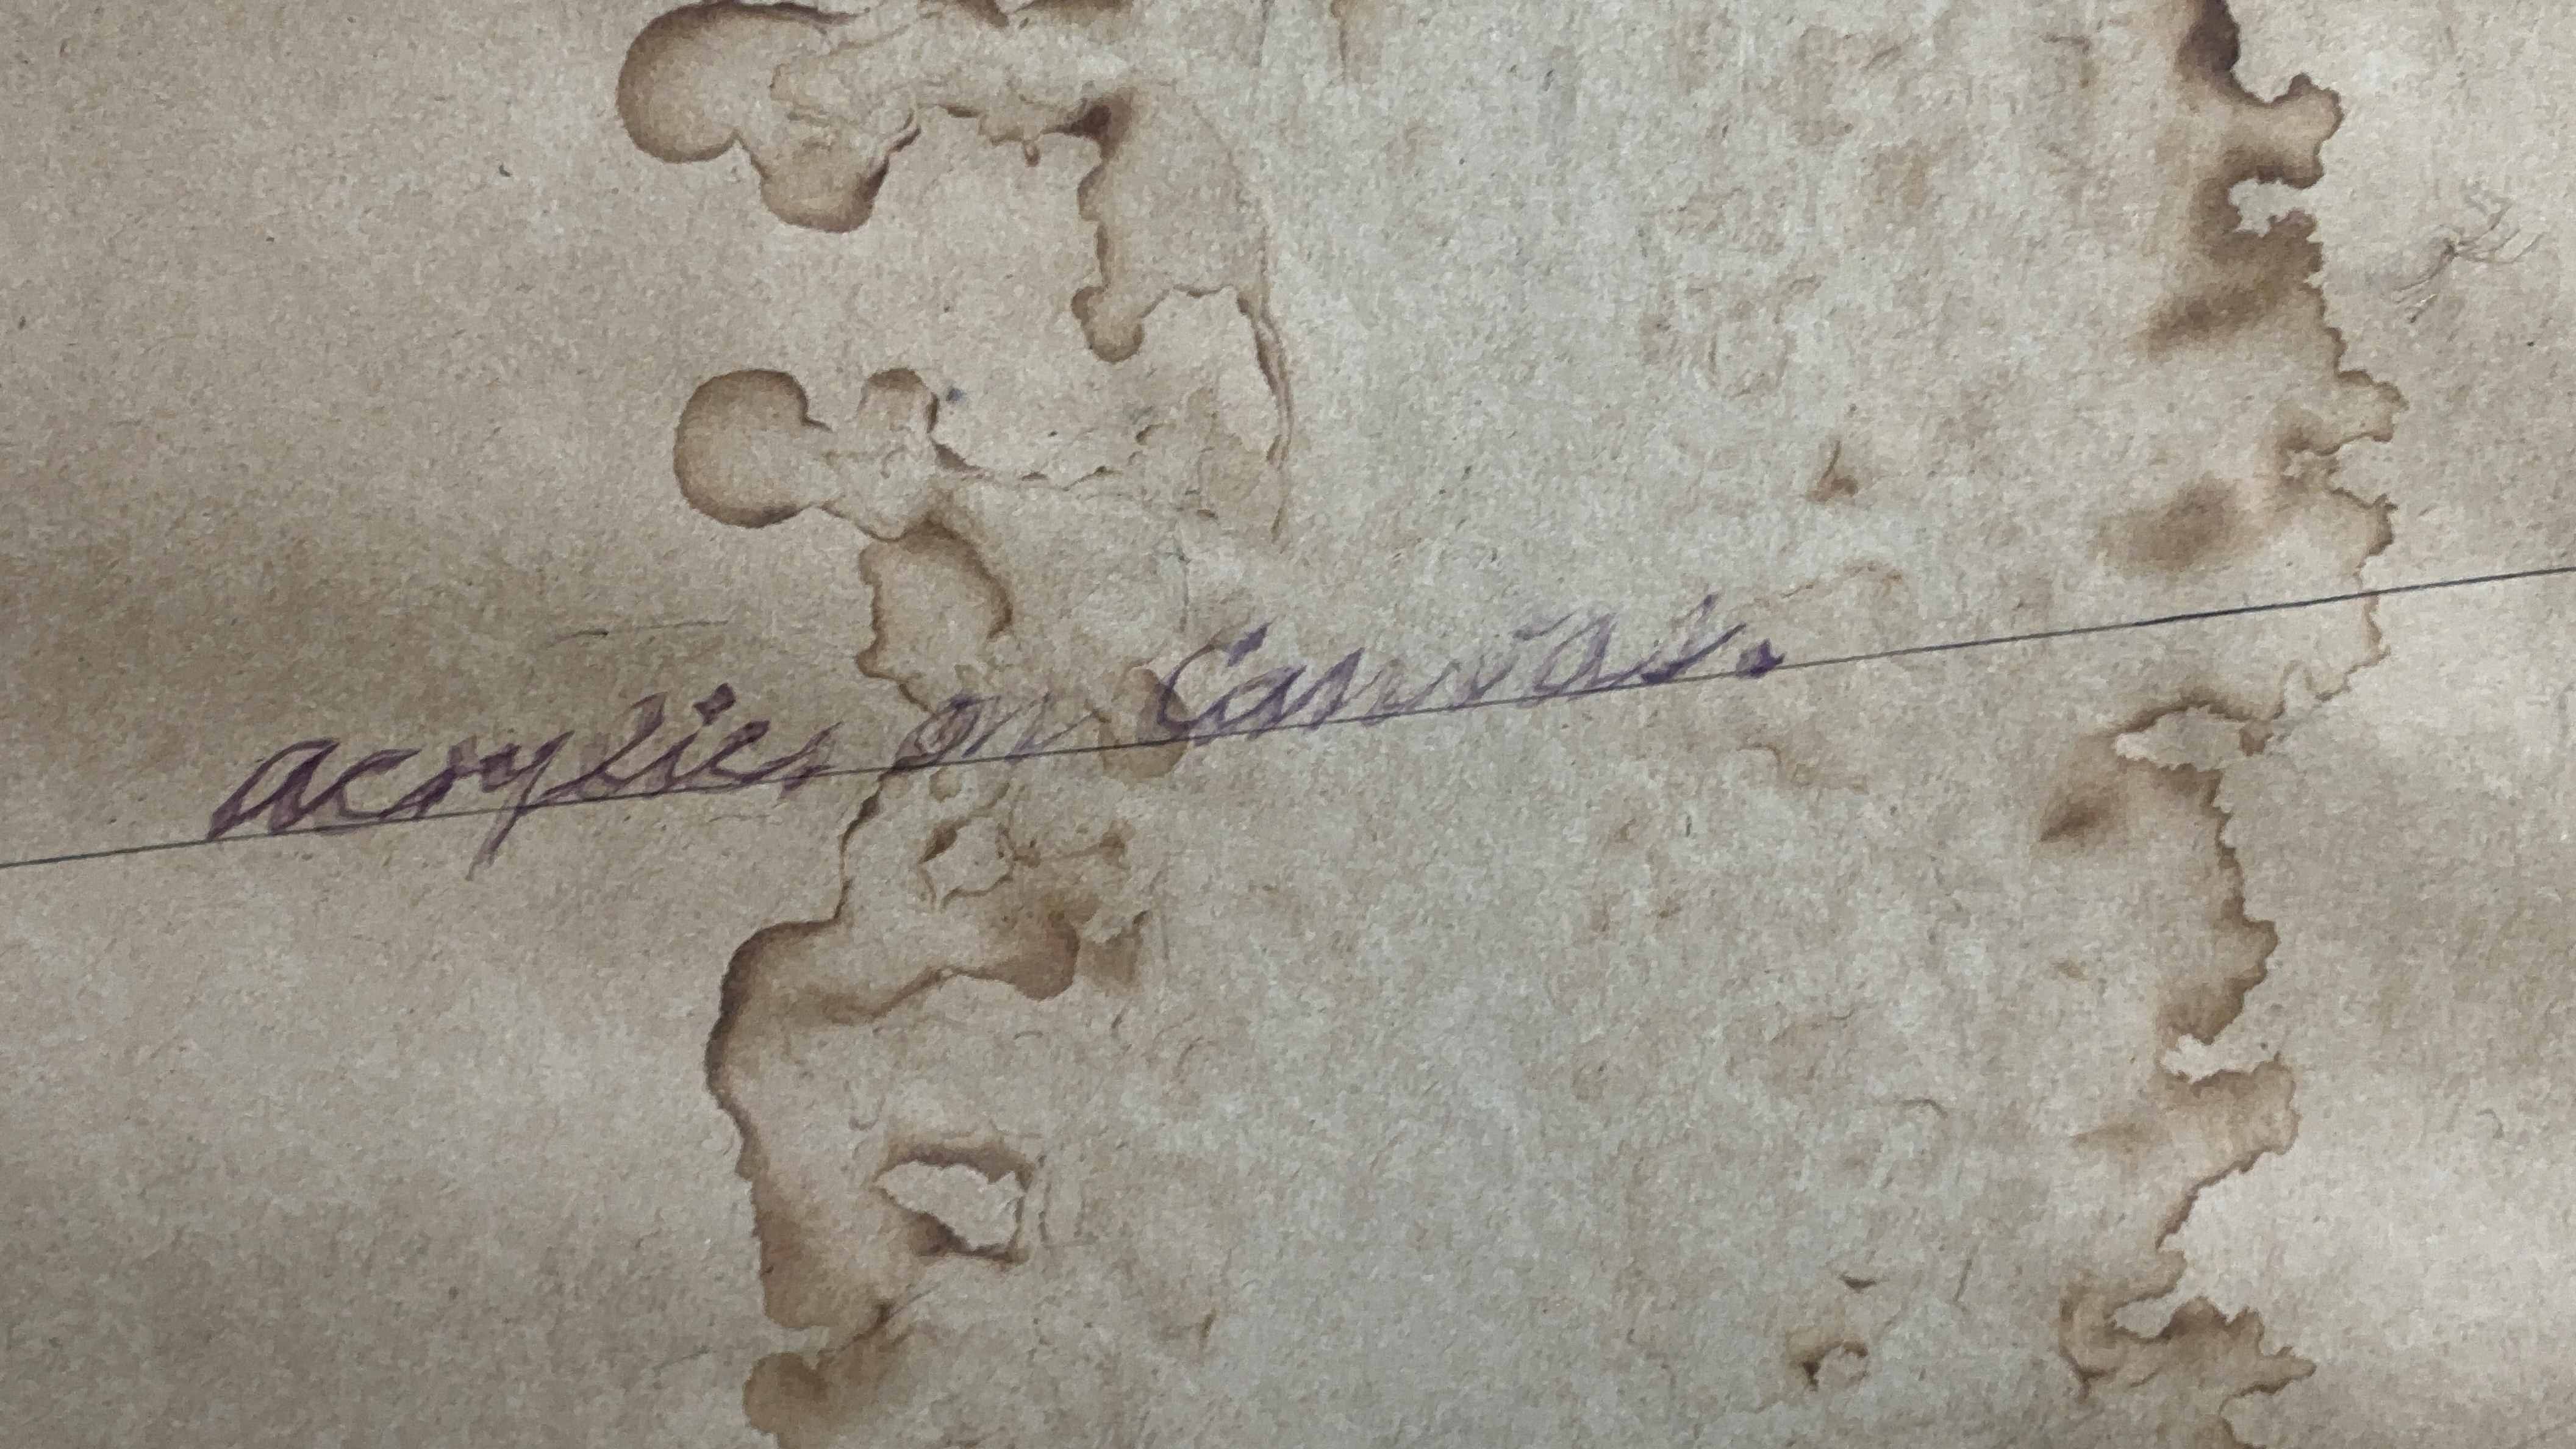 acrylics on Canvas.